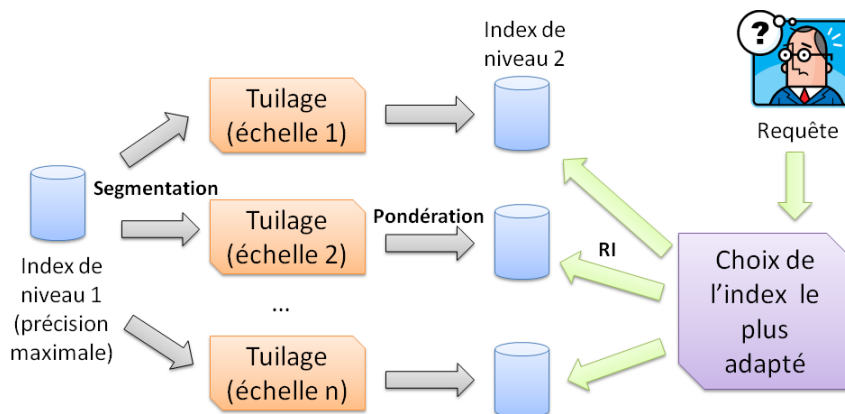 Index de
niveau 2
?
Tuilage
(échelle 1)
Requête
Segmentation
Tuilage
(échelle 2)
Pondération
RI
Index de
niveau 1
(précision
maximale)
...
Choix de
l'index le
plus
adapté
Tuilage
(échelle n)